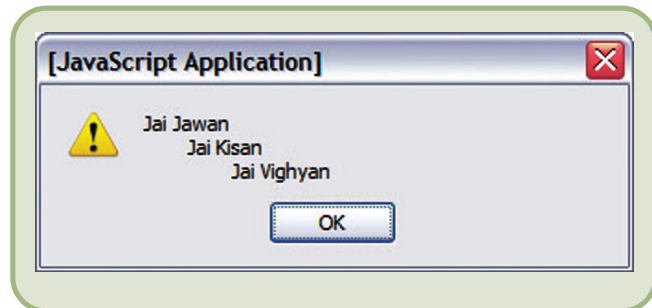 [JavaScript Application]
Jai Jawan
Jai Kisan
Jai Vighyan
OK